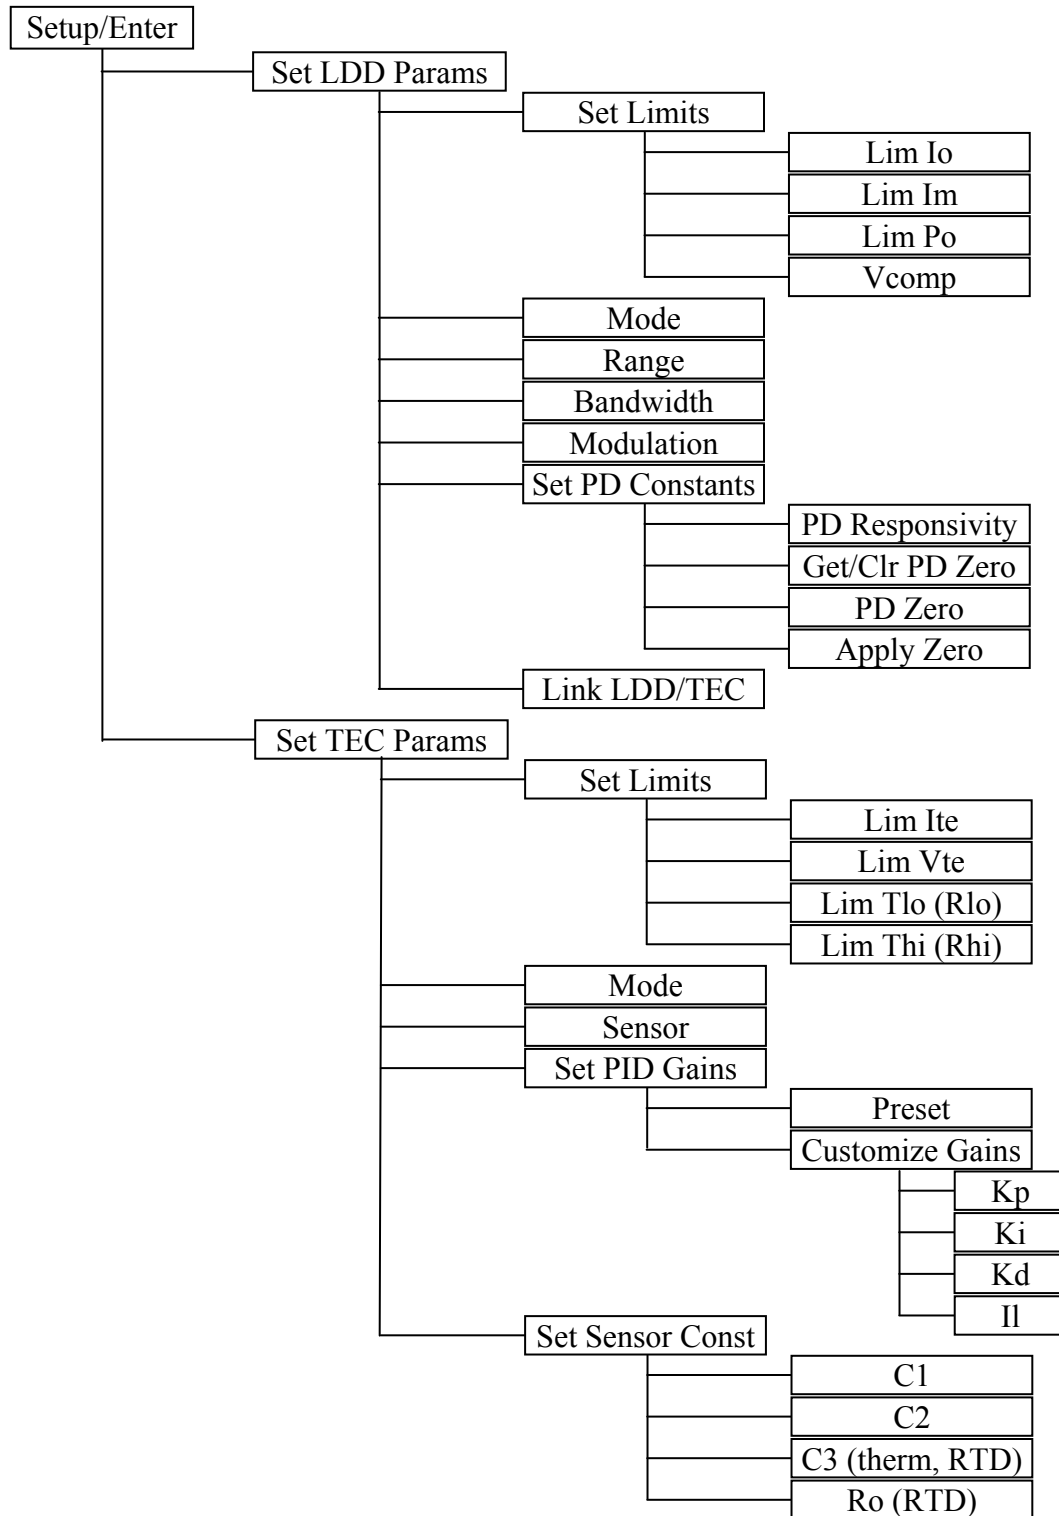 Setup/Enter
Set LDD Params
Set Limits
Lim Io
Lim Im
Lim Po
Vcomp
Mode
Range
Bandwidth
Modulation
Set PD Constants
PD Responsivity
Get/Clr PD Zero
PD Zero
Apply Zero
Link LDD/TEC
Set TEC Params
Set Limits
Lim Ite
Lim Vte
Lim Tlo (Rlo)
Lim Thi (Rhi)
Mode
Sensor
Set PID Gains
Preset
Customize Gains
Kp
Ki
Kd
Il
Set Sensor Const
C1
C2
C3 (therm, RTD)
Ro (RTD)